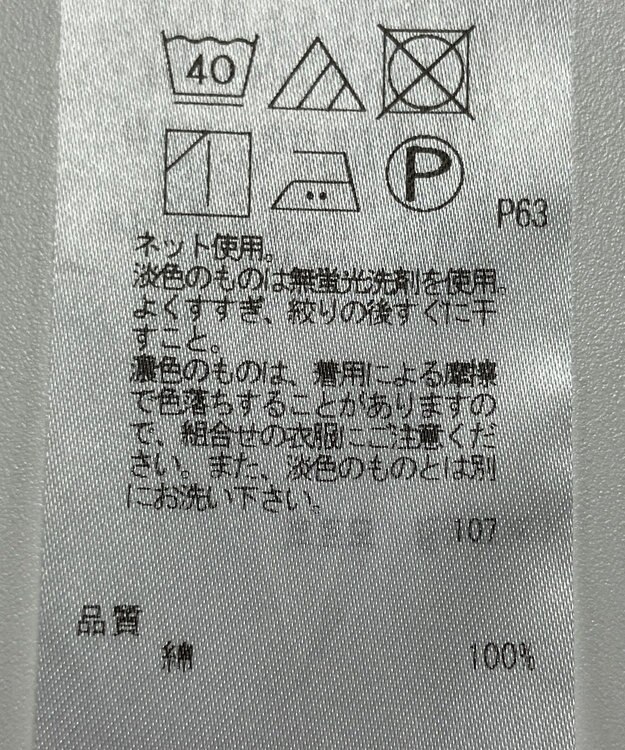 40
P
P63
ネット使用。
淡色のものは無蛍光洗剤を使用。
よくすすぎ、絞りの後すぐに干
すこと。
濃色のものは、着用による摩擦
で色落ちすることがありますの
で、組合せの衣服にご注意くだ
さい。また、淡色のものとは別
にお洗い下さい。
107
品質
綿 100%